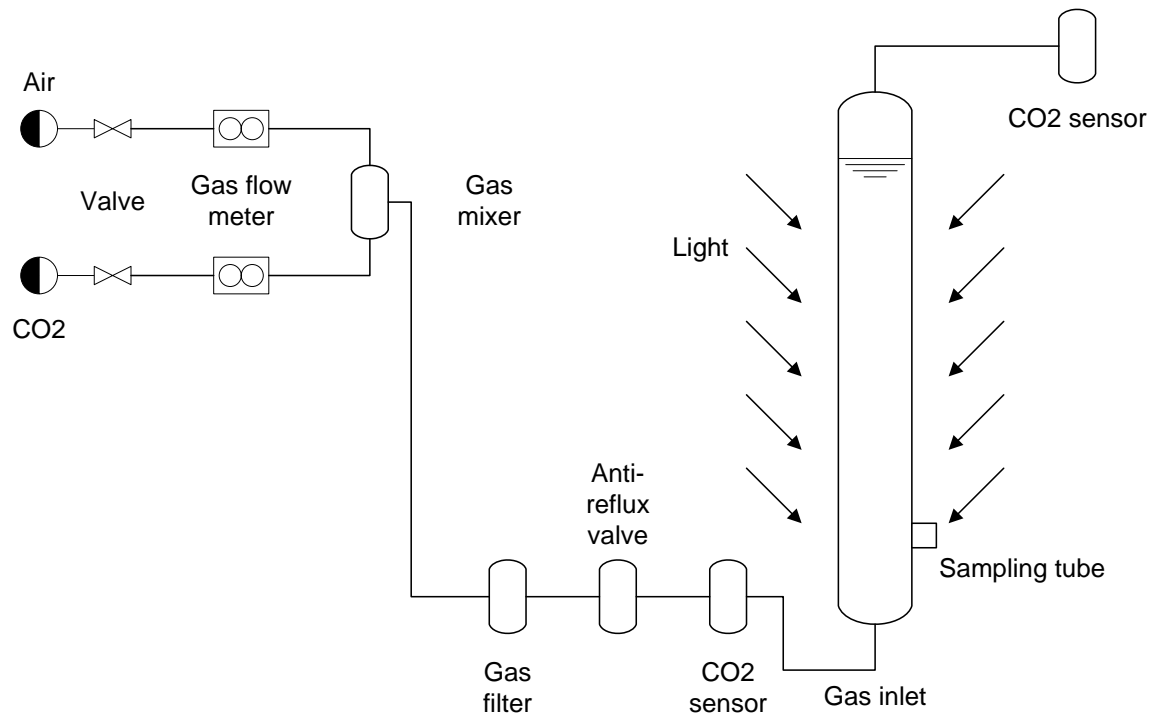 Air
CO2 sensor
Valve
Gas flow
meter
Gas
mixer
Light
CO2
Anti-
reflux
valve
Sampling tube
Gas
filter
CO2
sensor
Gas inlet